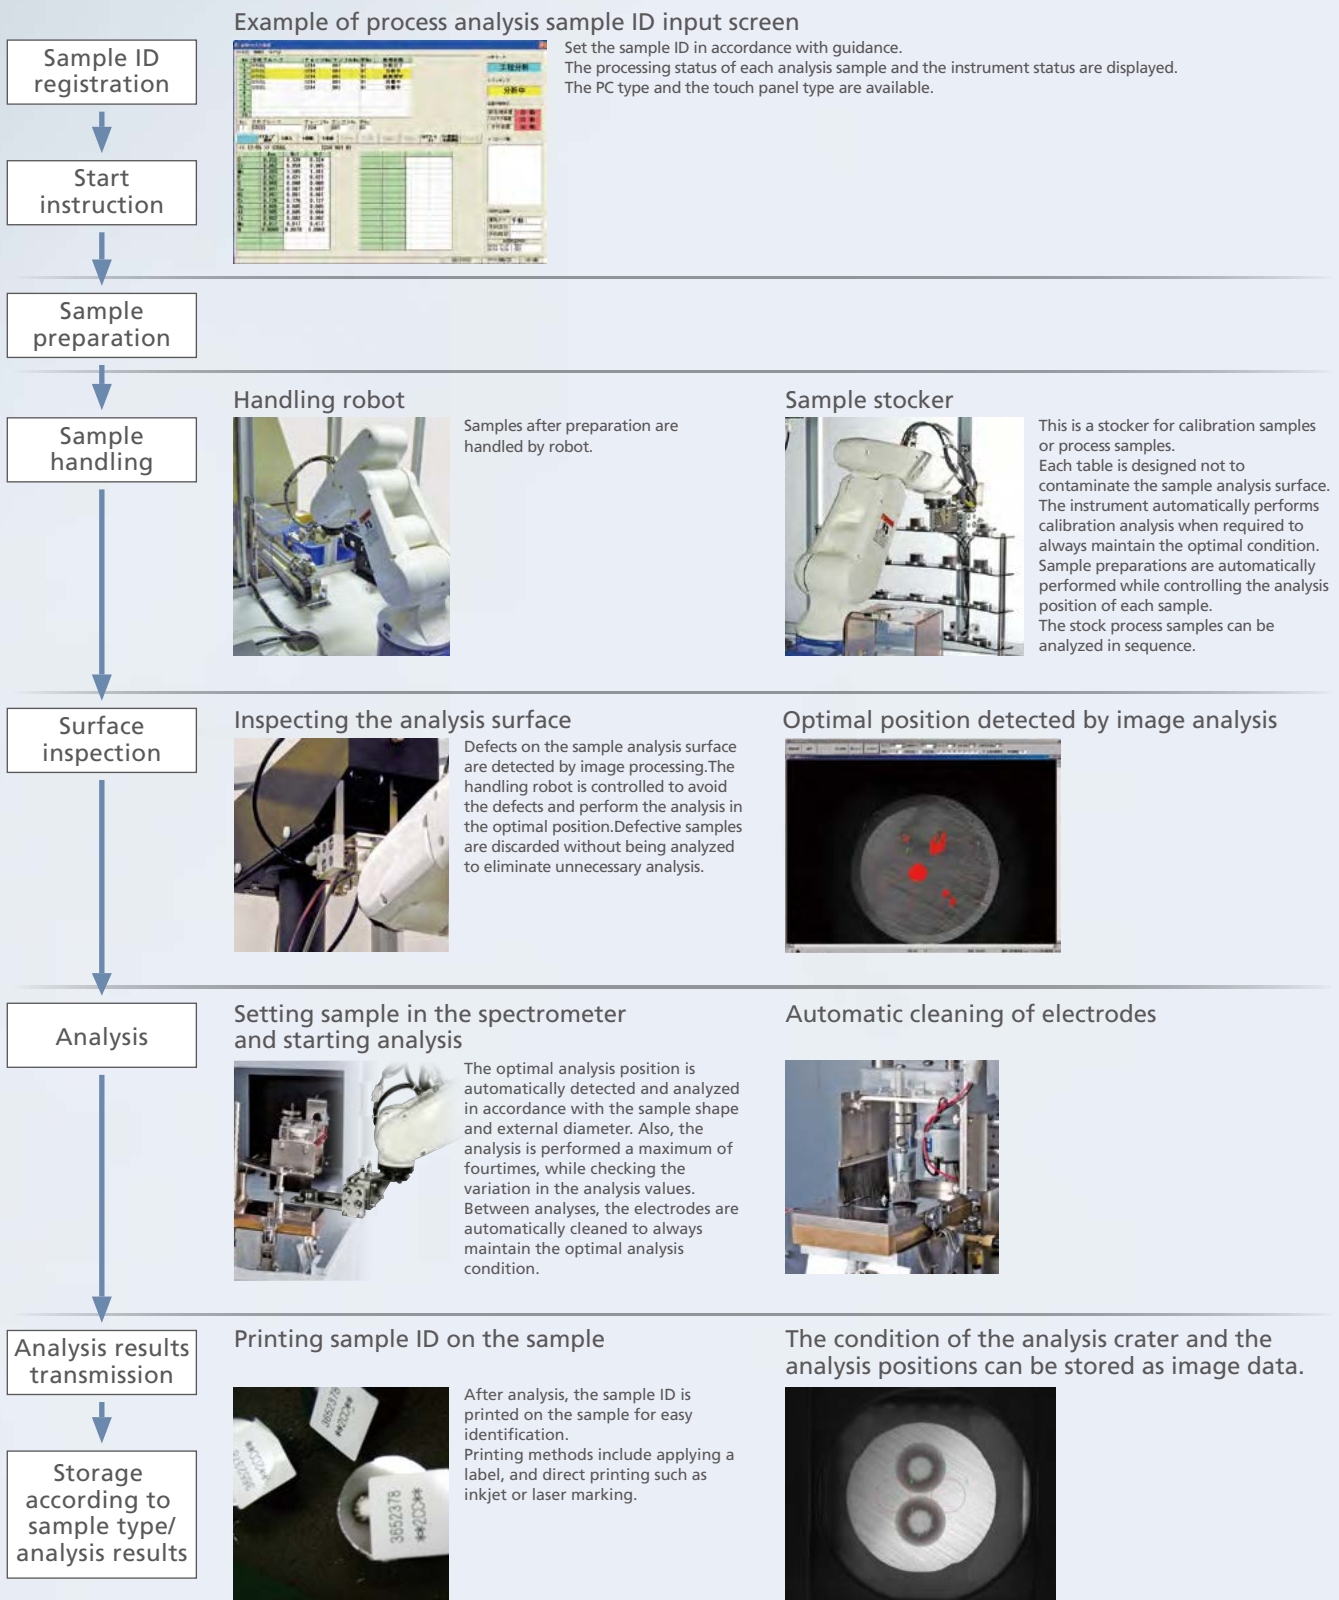 Example of process analysis sample ID input screen
Sample ID
registration
Set the sample ID in accordance with guidance.
The processing status of each analysis sample and the instrument status are displayed.
The PC type and the touch panel type are available.
工程分析
分析中
Start
instruction
Sample
preparation
Sample
handling
Handling robot
Samples after preparation are
handled by robot.
Sample stocker
This is a stocker for calibration samples
or process samples.
Each table is designed not to
contaminate the sample analysis surface.
The instrument automatically performs
calibration analysis when required to
always maintain the optimal condition.
Sample preparations are automatically
performed while controlling the analysis
position of each sample.
The stock process samples can be
analyzed in sequence.
Surface
inspection
Inspecting the analysis surface
Defects on the sample analysis surface
are detected by image processing.The
handling robot is controlled to avoid
the defects and perform the analysis in
the optimal position.Defective samples
are discarded without being analyzed
to eliminate unnecessary analysis.
Optimal position detected by image analysis
Analysis
Setting sample in the spectrometer
and starting analysis
The optimal analysis position is
automatically detected and analyzed
in accordance with the sample shape
and external diameter. Also, the
analysis is performed a maximum of
fourtimes, while checking the
variation in the analysis values.
Between analyses, the electrodes are
automatically cleaned to always
maintain the optimal analysis
condition.
Automatic cleaning of electrodes
Analysis results
transmission
Printing sample ID on the sample
3652378
**2CC**
3652378
**2CC**
3652378
**2CC**
After analysis, the sample ID is
printed on the sample for easy
identification.
Printing methods include applying a
label, and direct printing such as
inkjet or laser marking.
The condition of the analysis crater and the
analysis positions can be stored as image data.
Storage
according to
sample type/
analysis results